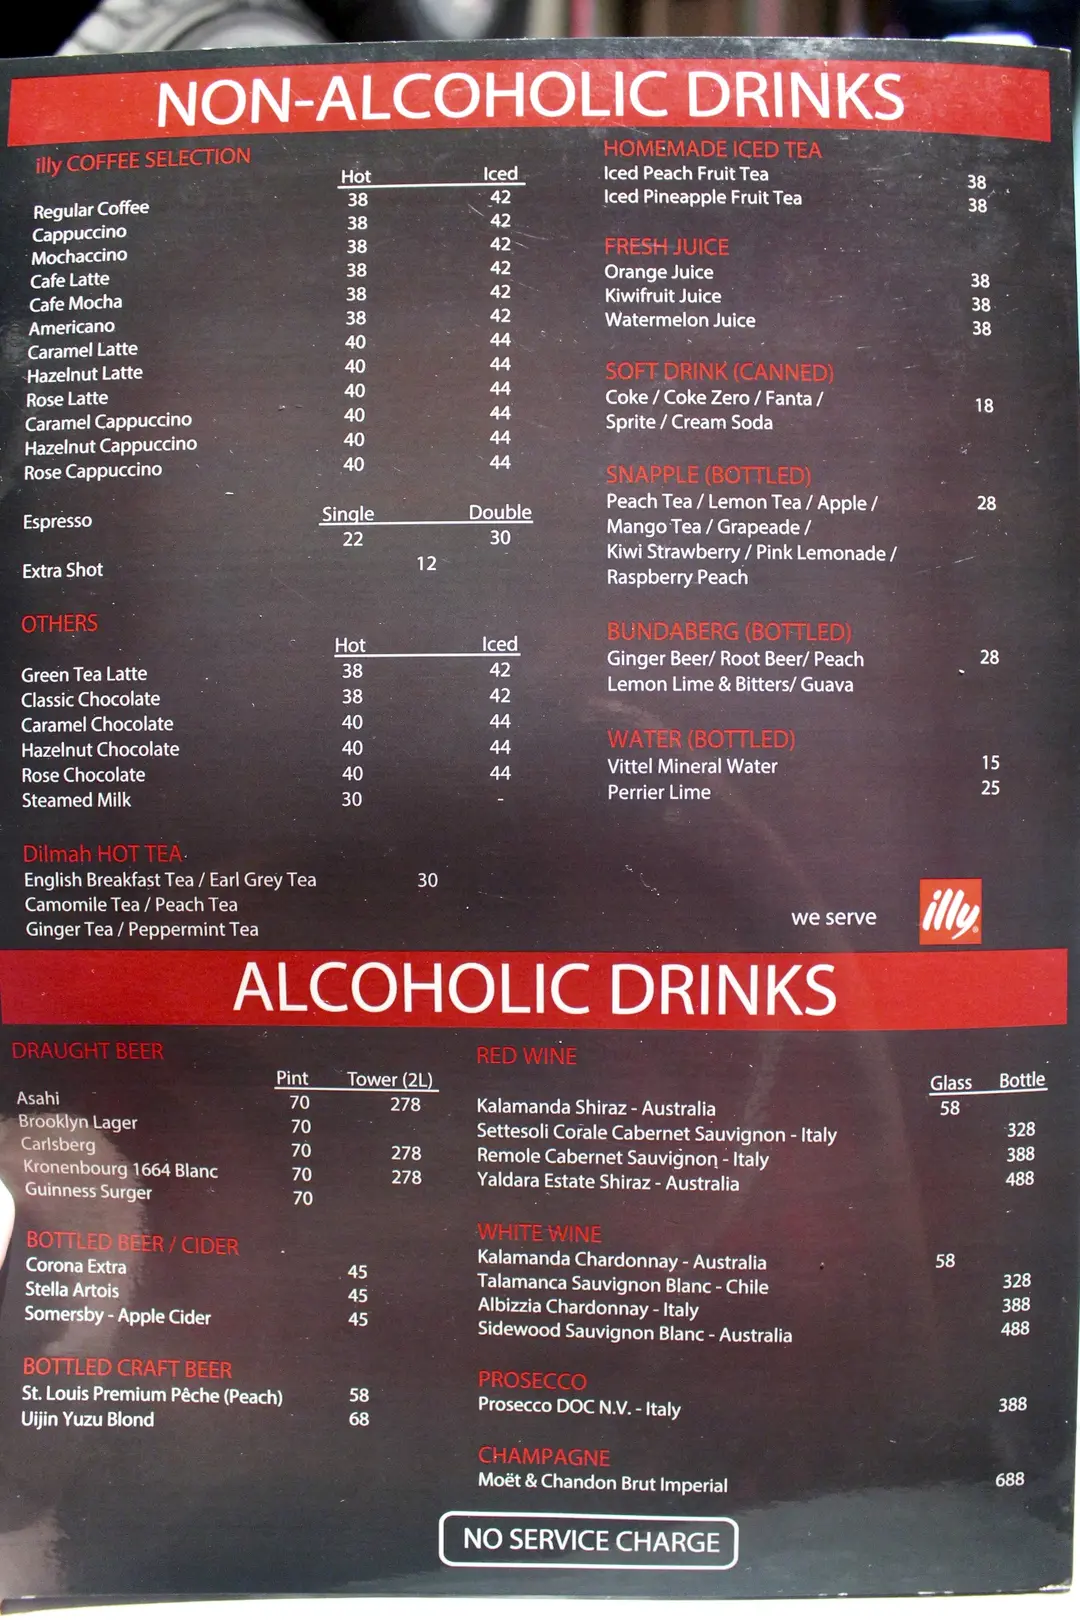 NON-ALCOHOLIC DRINKS
illy COFFEE SELECTION
Hot Iced
Regular Coffee 38 42
Cappuccino 38 42
Mochaccino 38 42
Cafe Latte 38 42
Cafe Mocha 38 42
Americano 38 42
Caramel Latte 40 44
Hazelnut Latte 40 44
Rose Latte 40 44
Caramel Cappuccino 40 44
Hazelnut Cappuccino 40 44
Rose Cappuccino 40 44
Single Double
Espresso 22 30
Extra Shot 12
OTHERS
Hot Iced
Green Tea Latte 38 42
Classic Chocolate 38 42
Caramel Chocolate 40 44
Hazelnut Chocolate 40 44
Rose Chocolate 40 44
Steamed Milk 30 -
Dilmah HOT TEA
English Breakfast Tea / Earl Grey Tea 30
Camomile Tea / Peach Tea
Ginger Tea / Peppermint Tea
HOMEMADE ICED TEA
Iced Peach Fruit Tea 38
Iced Pineapple Fruit Tea 38
FRESH JUICE
Orange Juice 38
Kiwifruit Juice 38
Watermelon Juice 38
SOFT DRINK (CANNED)
Coke / Coke Zero / Fanta / 18
Sprite / Cream Soda
SNAPPLE (BOTTLED)
Peach Tea / Lemon Tea / Apple / 28
Mango Tea / Grapeade /
Kiwi Strawberry / Pink Lemonade /
Raspberry Peach
BUNDABERG (BOTTLED)
Ginger Beer/ Root Beer/ Peach 28
Lemon Lime & Bitters/ Guava
WATER (BOTTLED)
Vittel Mineral Water 15
Perrier Lime 25
we serve illy
ALCOHOLIC DRINKS
DRAUGHT BEER
Pint Tower (2L)
Asahi 70 278
Brooklyn Lager 70
Carlsberg 70 278
Kronenbourg 1664 Blanc 70 278
Guinness Surger 70
BOTTLED BEER / CIDER
Corona Extra 45
Stella Artois 45
Somersby - Apple Cider 45
BOTTLED CRAFT BEER
St. Louis Premium Pêche (Peach) 58
Uijin Yuzu Blond 68
RED WINE
Glass Bottle
Kalamanda Shiraz - Australia 58
Settesoli Corale Cabernet Sauvignon - Italy 328
Remole Cabernet Sauvignon - Italy 388
Yaldara Estate Shiraz - Australia 488
WHITE WINE
Kalamanda Chardonnay - Australia 58
Talamanca Sauvignon Blanc - Chile 328
Albizzia Chardonnay - Italy 388
Sidewood Sauvignon Blanc - Australia 488
PROSECCO
Prosecco DOC N.V. - Italy 388
CHAMPAGNE
Moët & Chandon Brut Imperial 688
NO SERVICE CHARGE